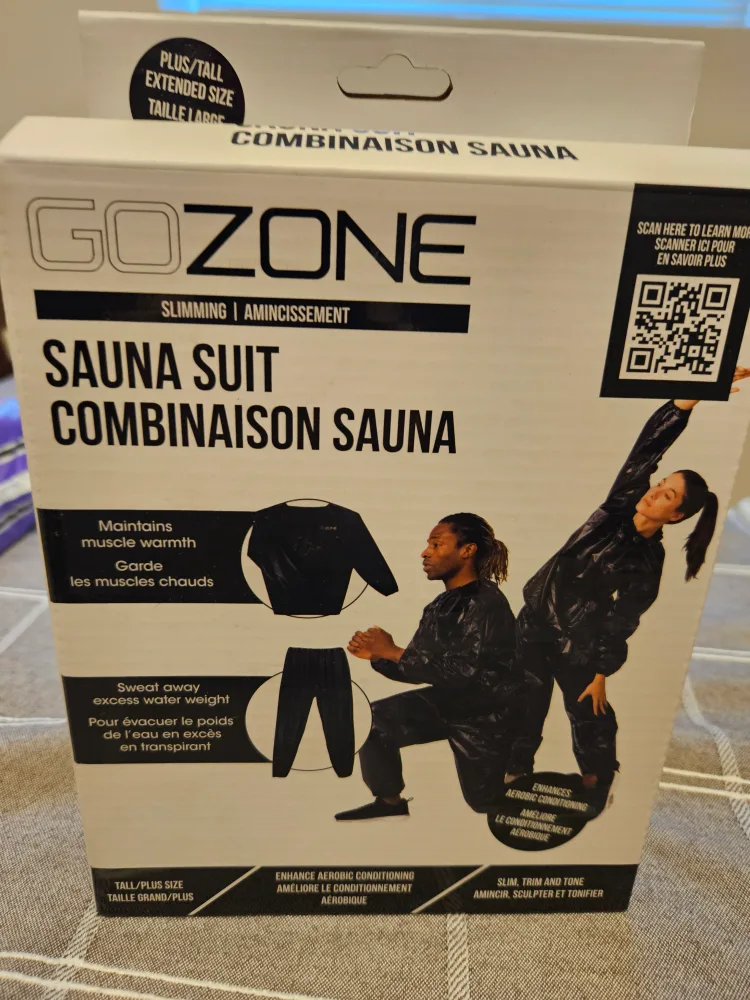 PLUS/TALL
EXTENDED SIZE
TAILLE LARGE
SAUNA SUIT
COMBINAISON SAUNA
GOZONE
SLIMMING | AMINCISSEMENT
SCAN HERE TO LEARN MOR
SCANNER ICI POUR
EN SAVOIR PLUS
SAUNA SUIT
COMBINAISON SAUNA
Maintains
muscle warmth
Garde
les muscles chauds
Sweat away
excess water weight
Pour évacuer le poids
de l'eau en excès
en transpirant
ENHANCES
AEROBIC CONDITIONING
AMÉLIORE
LE CONDITIONNEMENT
AÉROBIQUE
TALL/PLUS SIZE
TAILLE GRAND/PLUS
ENHANCE AEROBIC CONDITIONING
AMÉLIORE LE CONDITIONNEMENT
AÉROBIQUE
SLIM, TRIM AND TONE
AMINCIR, SCULPTER ET TONIFIER